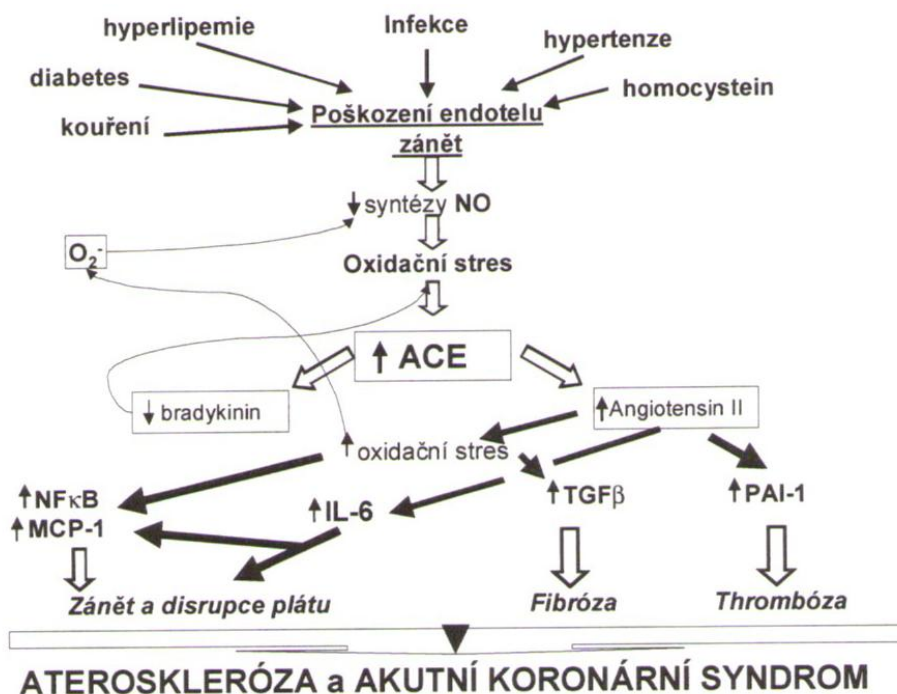 hyperlipemie
Infekce
hypertenze
diabetes
homocystein
kouření
Poškození endotelu
zánět
↓ syntézy NO
O₂⁻
Oxidační stres
↑ ACE
↓ bradykinin
↑ Angiotensin II
↑ oxidační stres
↑ NFκB
↑ MCP-1
↑ IL-6
↑ TGFβ
↑ PAI-1
Zánět a disrupce plátu
Fibróza
Thrombóza
ATEROSKLERÓZA a AKUTNÍ KORONÁRNÍ SYNDROM